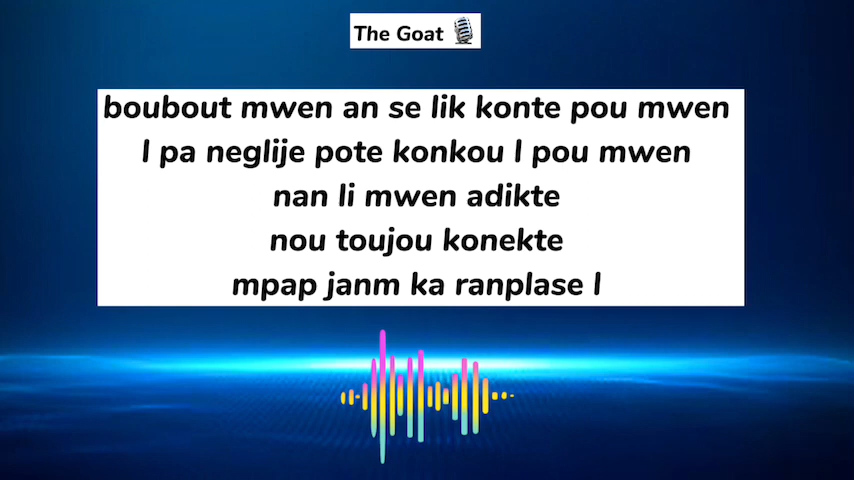 The Goat
boubout mwen an se lik konte pou mwen
l pa neglije pote konkou l pou mwen
nan li mwen adikte
nou toujou konekte
mpap janm ka ranplase l